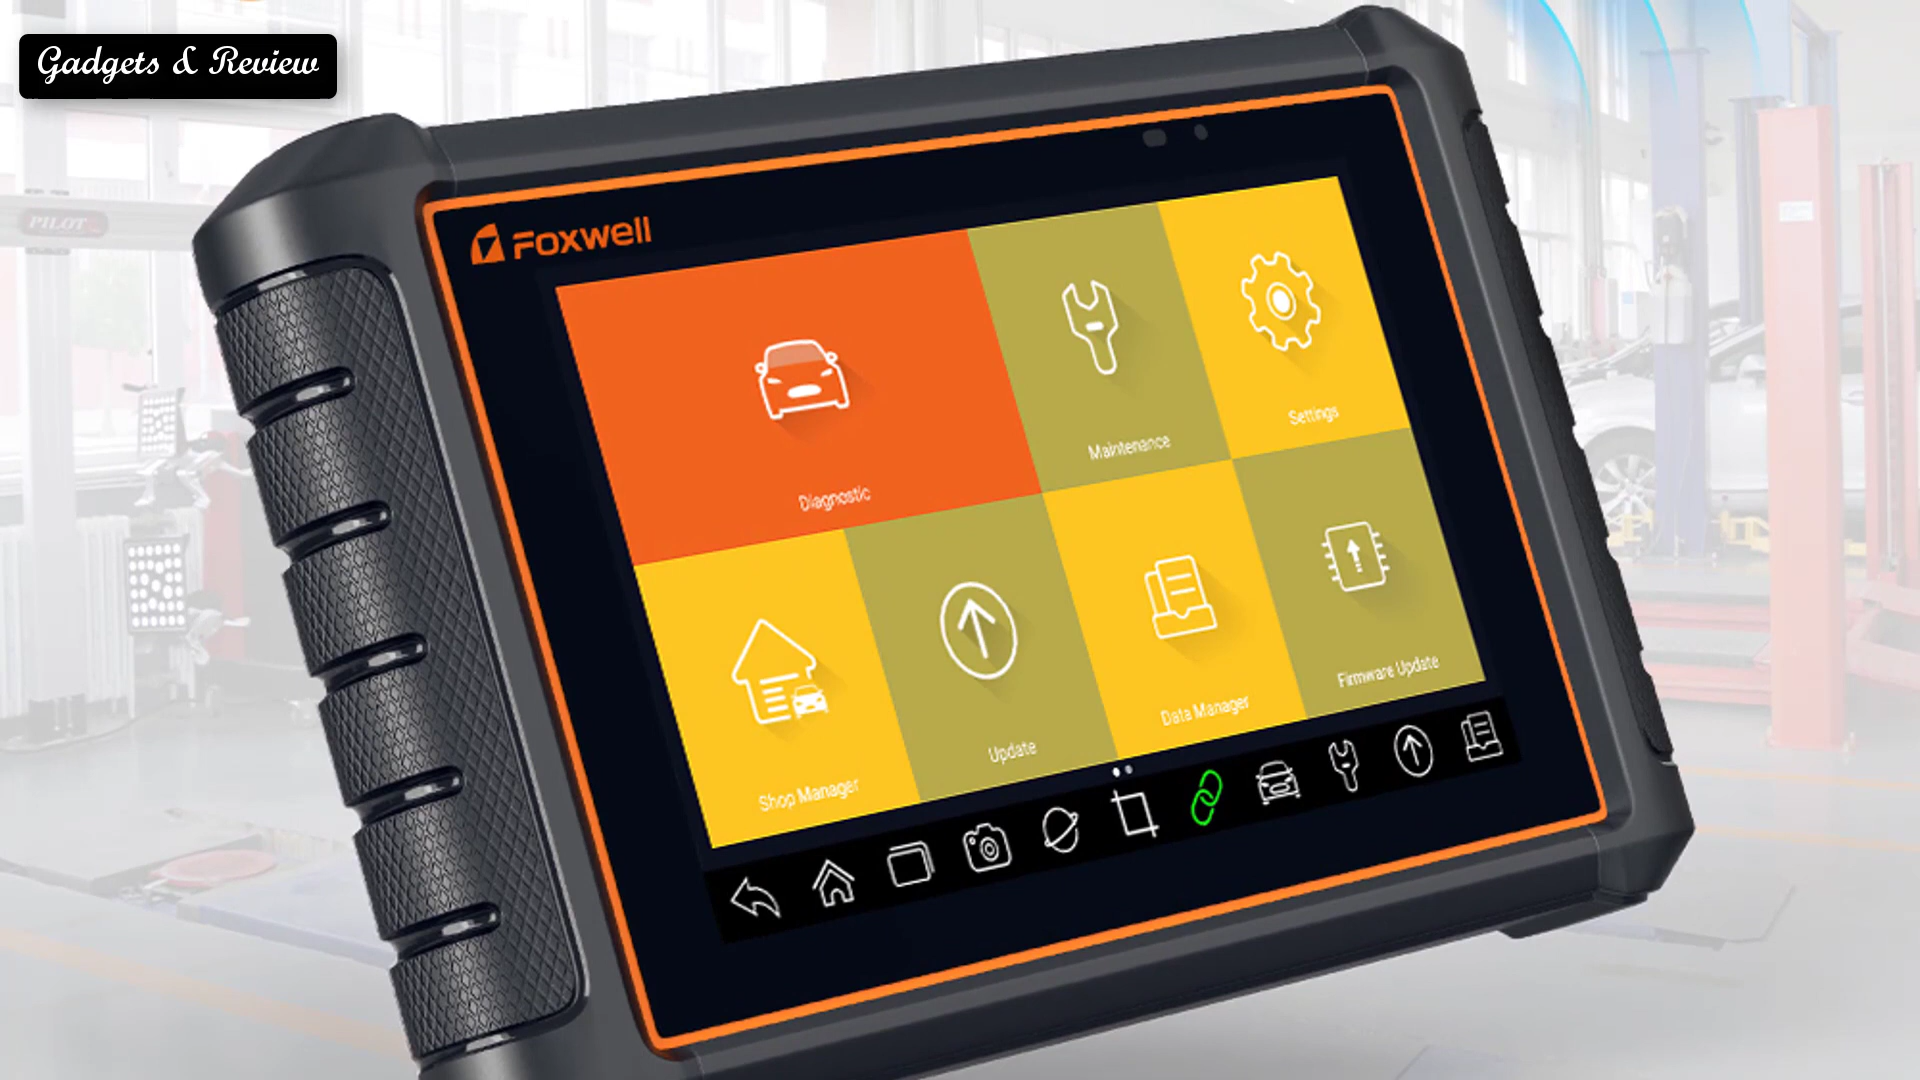 Gadgets & Review
PILOT
Foxwell
Diagnostic
Maintenance
Settings
Shop Manager
Update
Data Manager
Firmware Update